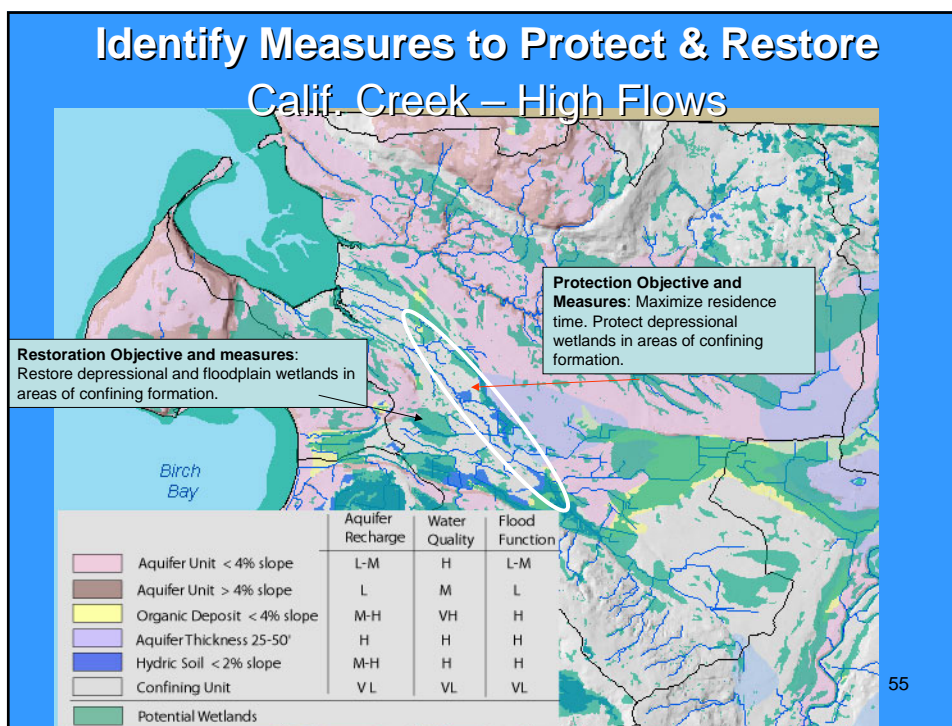 Identify Measures to Protect & Restore
Calif. Creek – High Flows
Protection Objective and
Measures: Maximize residence
time. Protect depressional
wetlands in areas of confining
formation.
Restoration Objective and measures:
Restore depressional and floodplain wetlands in
areas of confining formation.
Birch
Bay
Aquifer Recharge Water Quality Flood Function
Aquifer Unit < 4% slope L-M H L-M
Aquifer Unit > 4% slope L M L
Organic Deposit < 4% slope M-H VH H
Aquifer Thickness 25-50' H H H
Hydric Soil < 2% slope M-H H H
Confining Unit VL VL VL
Potential Wetlands
55